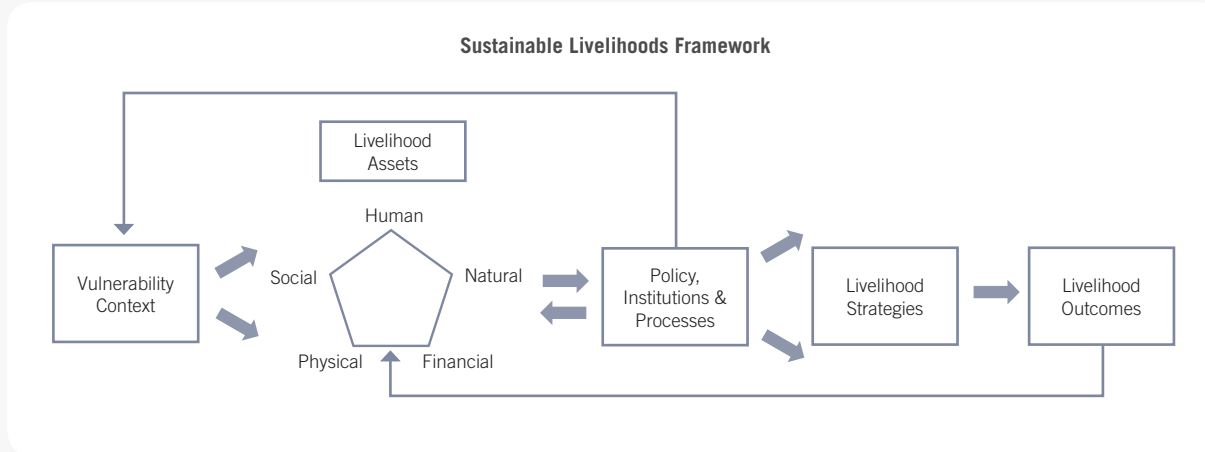 Sustainable Livelihoods Framework
Livelihood
Assets
Human
Social
Natural
Physical
Financial
Vulnerability
Context
Policy,
Institutions &
Processes
Livelihood
Strategies
Livelihood
Outcomes